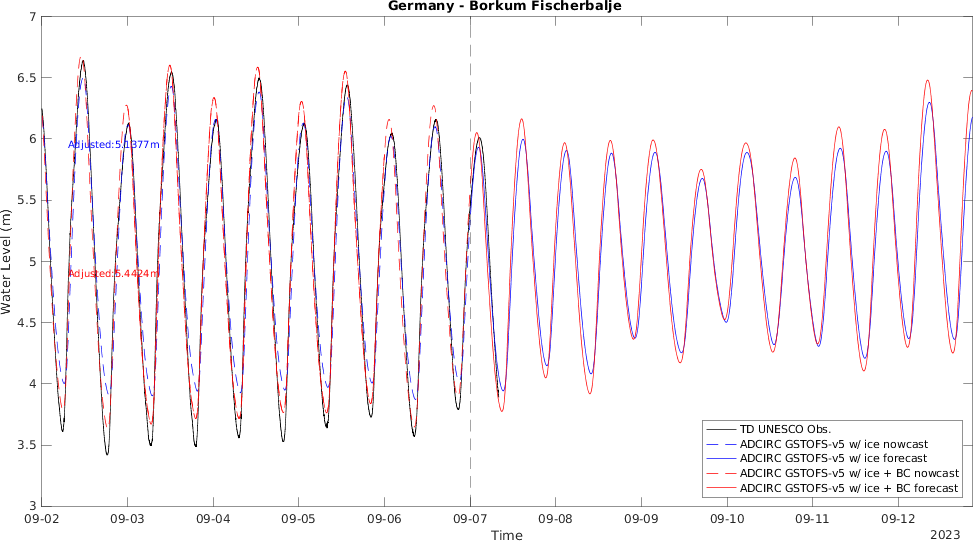 Germany - Borkum Fischerbalje
7
6.5
6
5.5
5
4.5
4
3.5
3
Water Level (m)
Adjusted:5.1377m
Adjusted:5.4424m
TD UNESCO Obs.
ADCIRC GSTOFS-v5 w/ ice nowcast
ADCIRC GSTOFS-v5 w/ ice forecast
ADCIRC GSTOFS-v5 w/ ice + BC nowcast
ADCIRC GSTOFS-v5 w/ ice + BC forecast
09-02 09-03 09-04 09-05 09-06 09-07 09-08 09-09 09-10 09-11 09-12
Time
2023